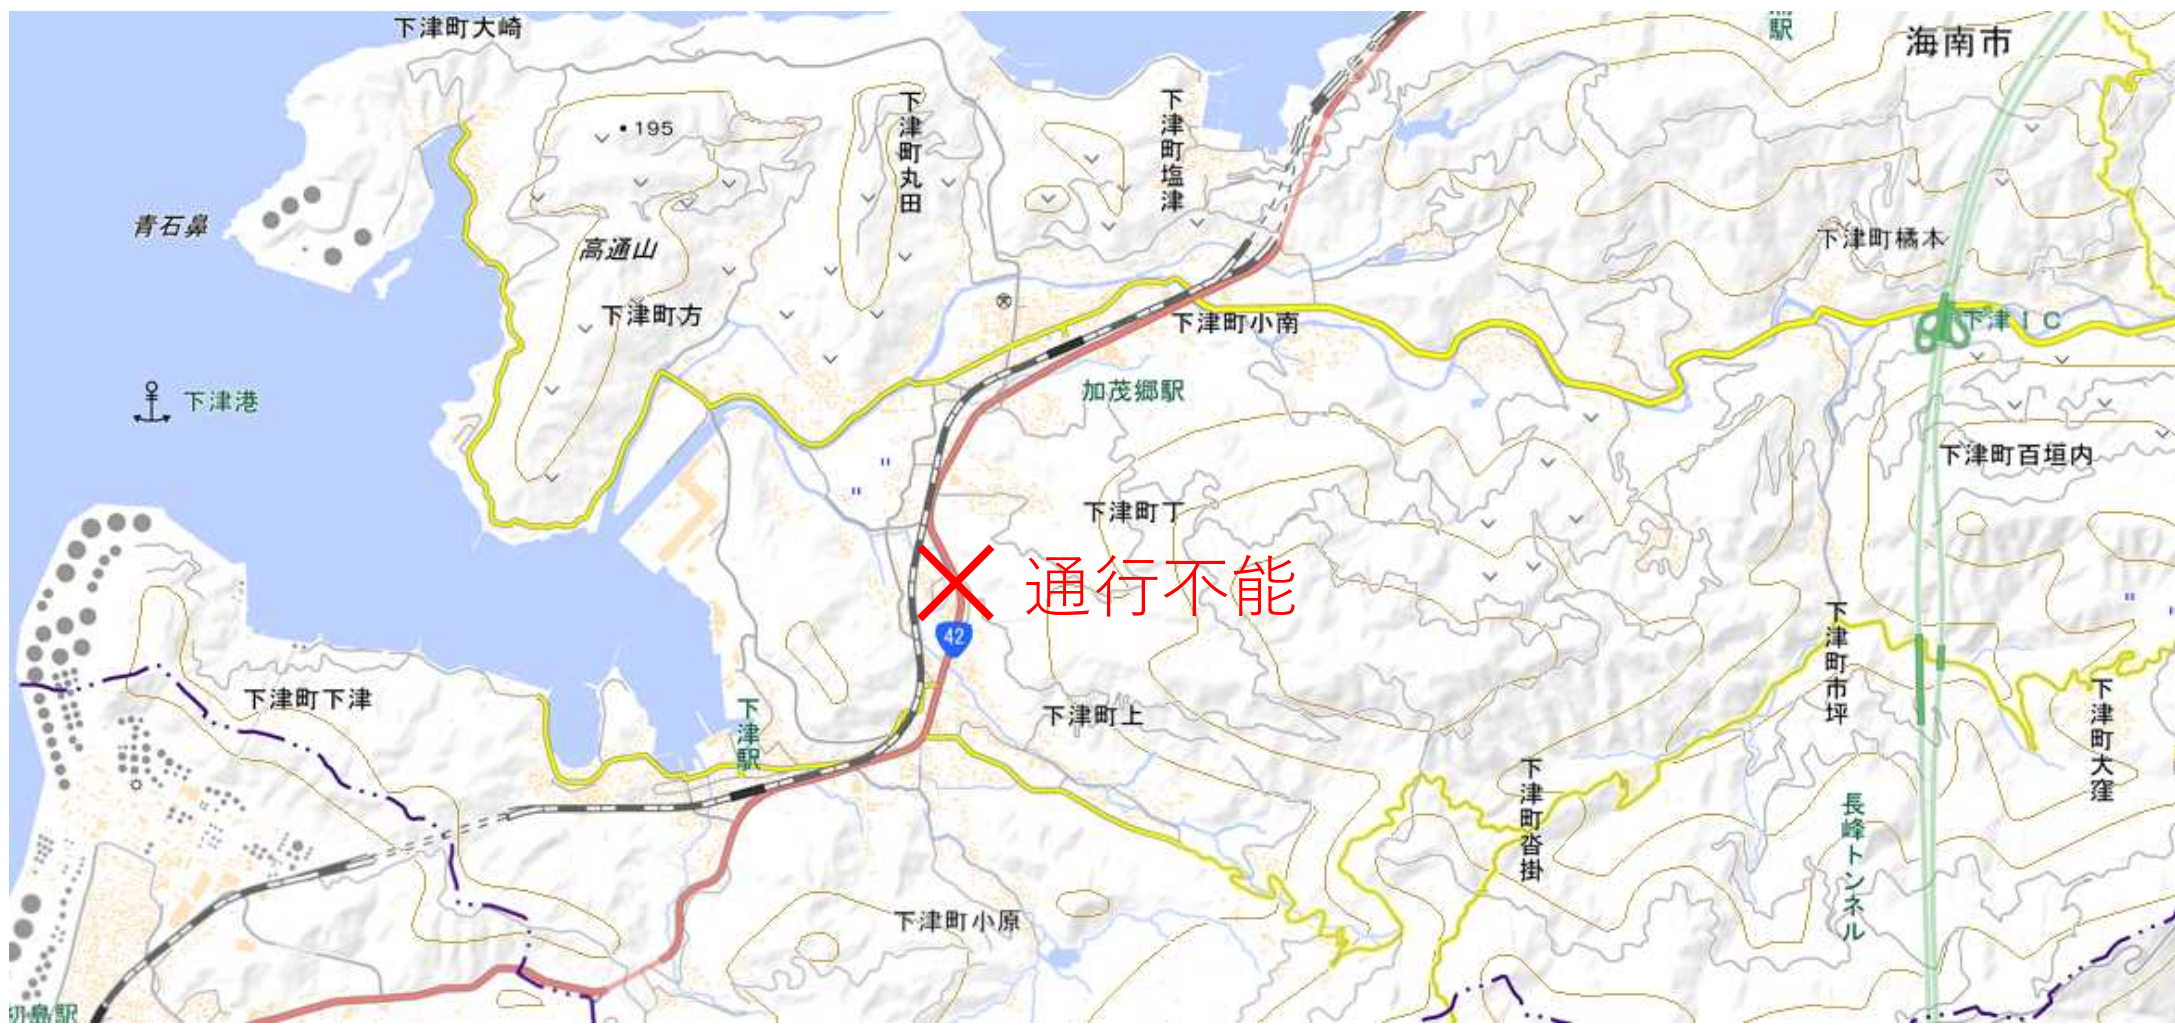 下津町大崎
海南市
駅
195
下津町丸田
下津町塩津
青石鼻
高通山
下津町橘本
下津町方
下津町小南
下津IC
下津港
加茂郷駅
下津町百垣内
下津町丁
通行不能
42
下津町市坪
下津町下津
下津駅
下津町上
下津町大窪
下津町沓掛
長峰トンネル
下津町小原
初島駅